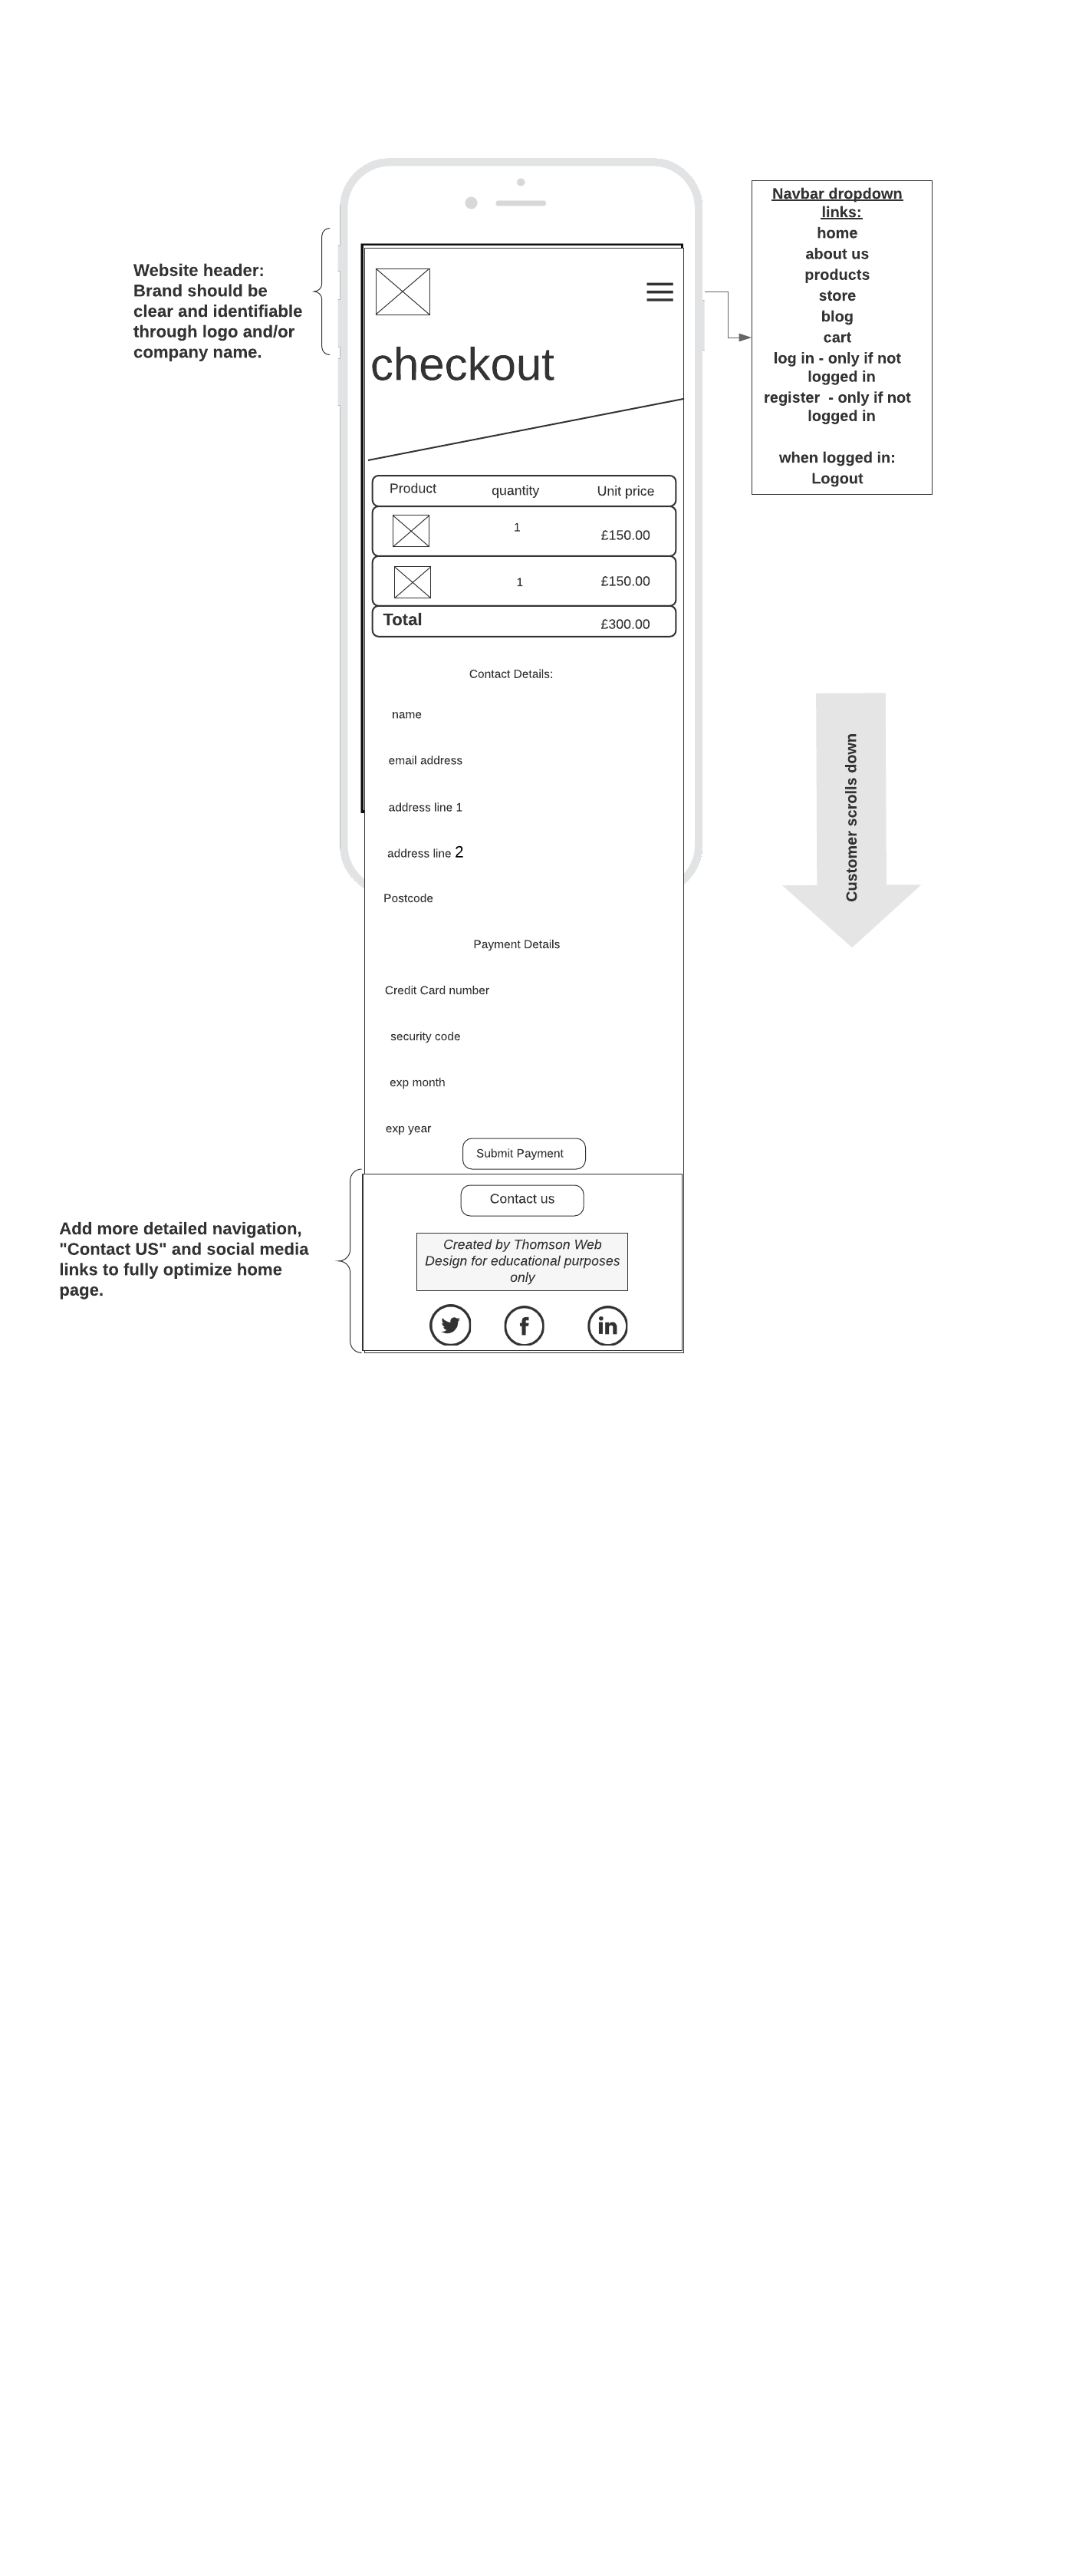 Website header:
Brand should be
clear and identifiable
through logo and/or
company name.
Navbar dropdown
links:
home
about us
products
store
blog
cart
log in - only if not
logged in
register  - only if not
logged in
when logged in:
Logout
checkout
Product quantity Unit price
1 £150.00
1 £150.00
Total £300.00
Contact Details:
name
email address
address line 1
address line 2
Postcode
Payment Details
Credit Card number
security code
exp month
exp year
Submit Payment
Customer scrolls down
Add more detailed navigation,
"Contact US" and social media
links to fully optimize home
page.
Contact us
Created by Thomson Web
Design for educational purposes
only
f
in